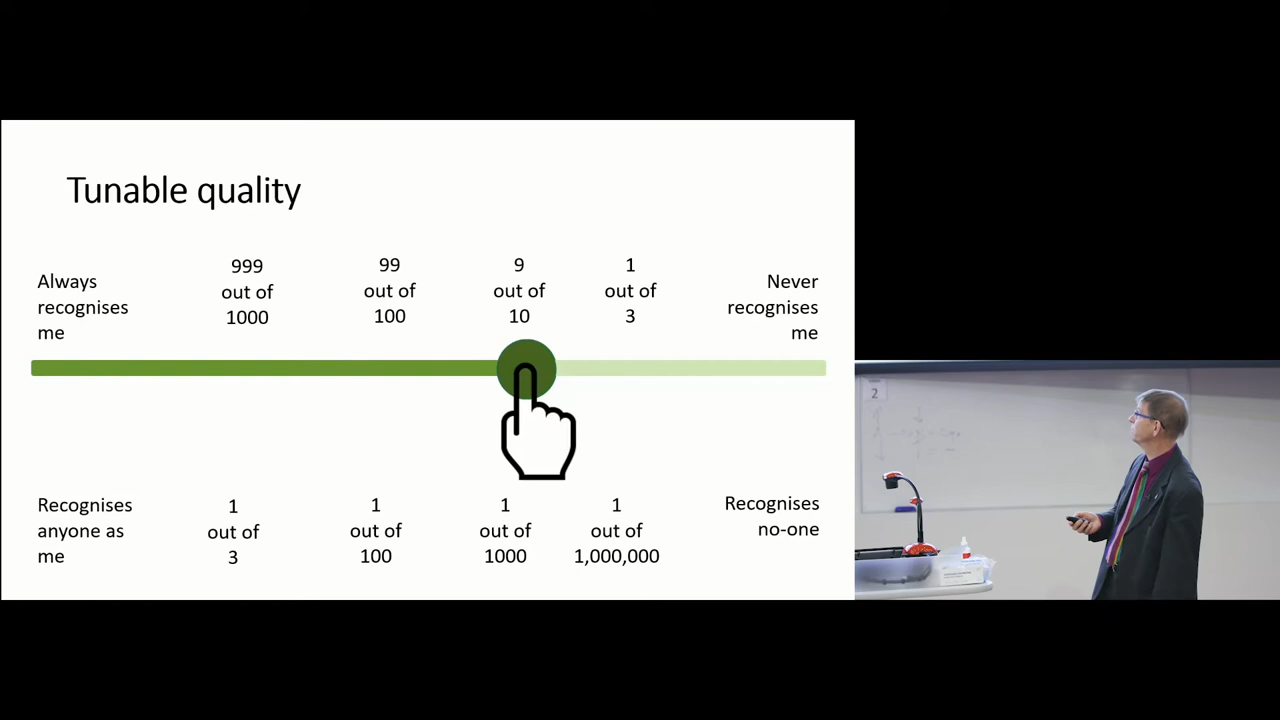 Tunable quality
Always
recognises
me
999
out of
1000
99
out of
100
9
out of
10
1
out of
3
Never
recognises
me
Recognises
anyone as
me
1
out of
3
1
out of
100
1
out of
1000
1
out of
1,000,000
Recognises
no-one
2